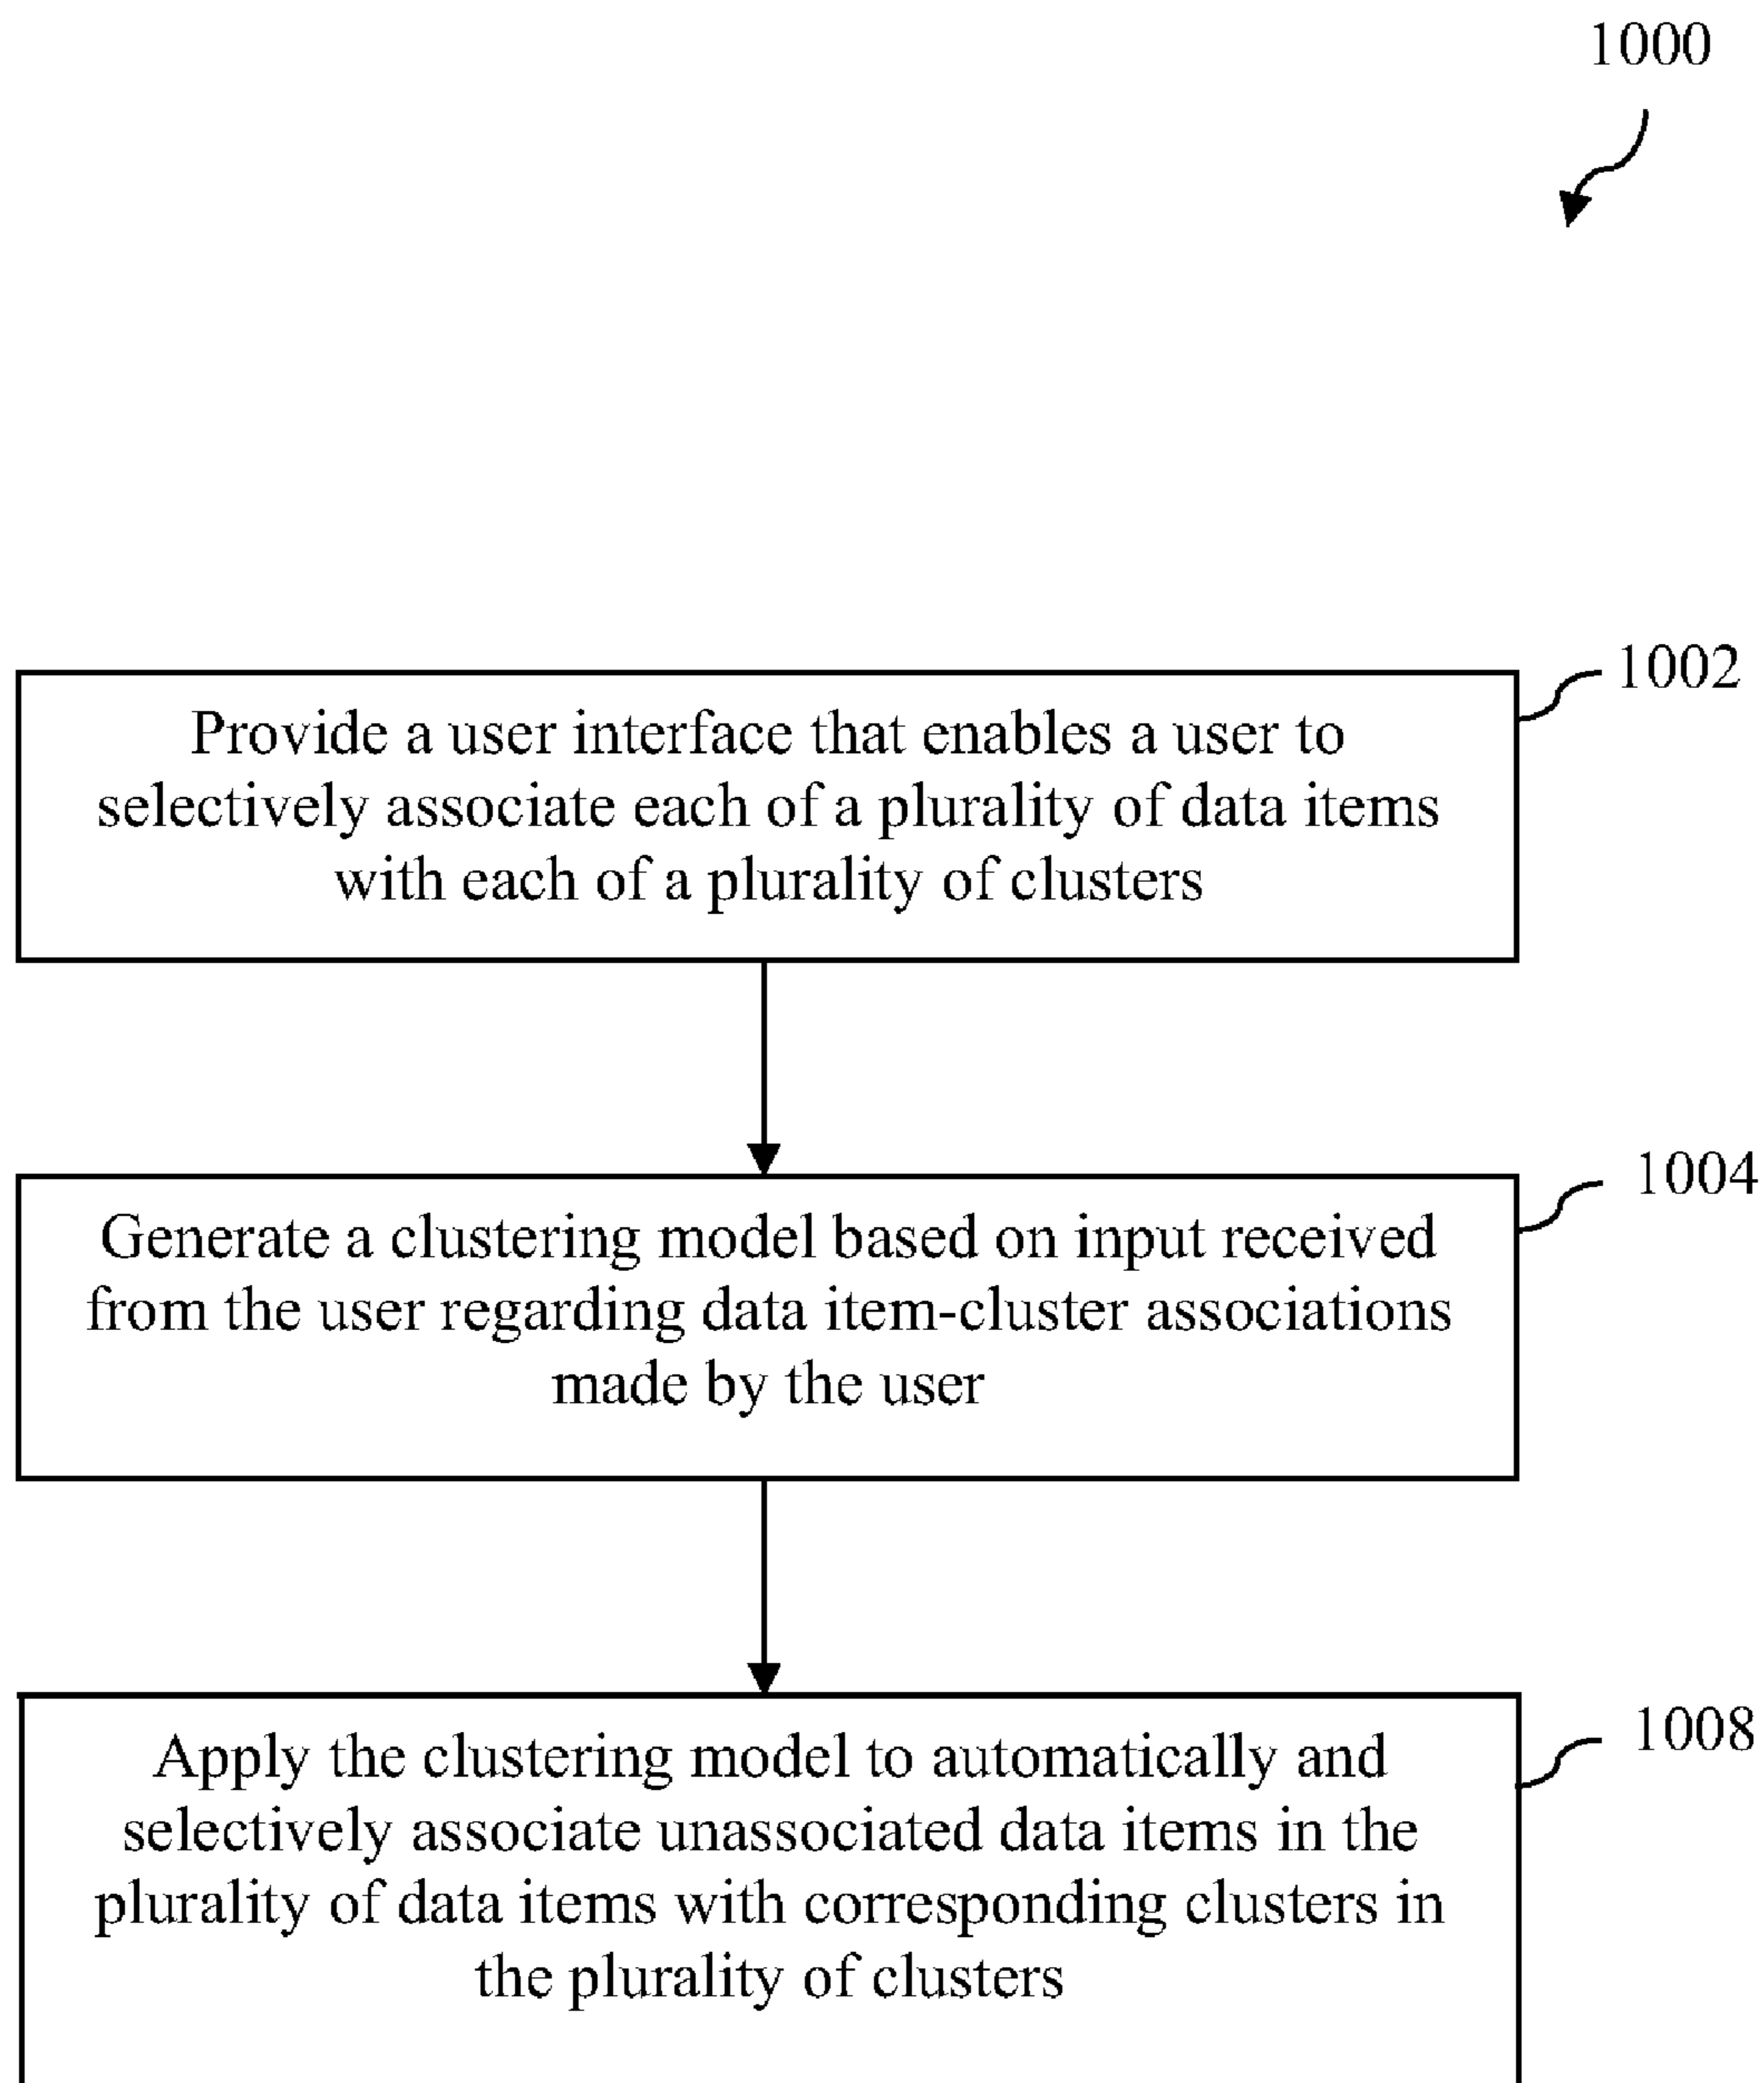 1000
1002
Provide a user interface that enables a user to
selectively associate each of a plurality of data items
with each of a plurality of clusters
1004
Generate a clustering model based on input received
from the user regarding data item-cluster associations
made by the user
1008
Apply the clustering model to automatically and
selectively associate unassociated data items in the
plurality of data items with corresponding clusters in
the plurality of clusters